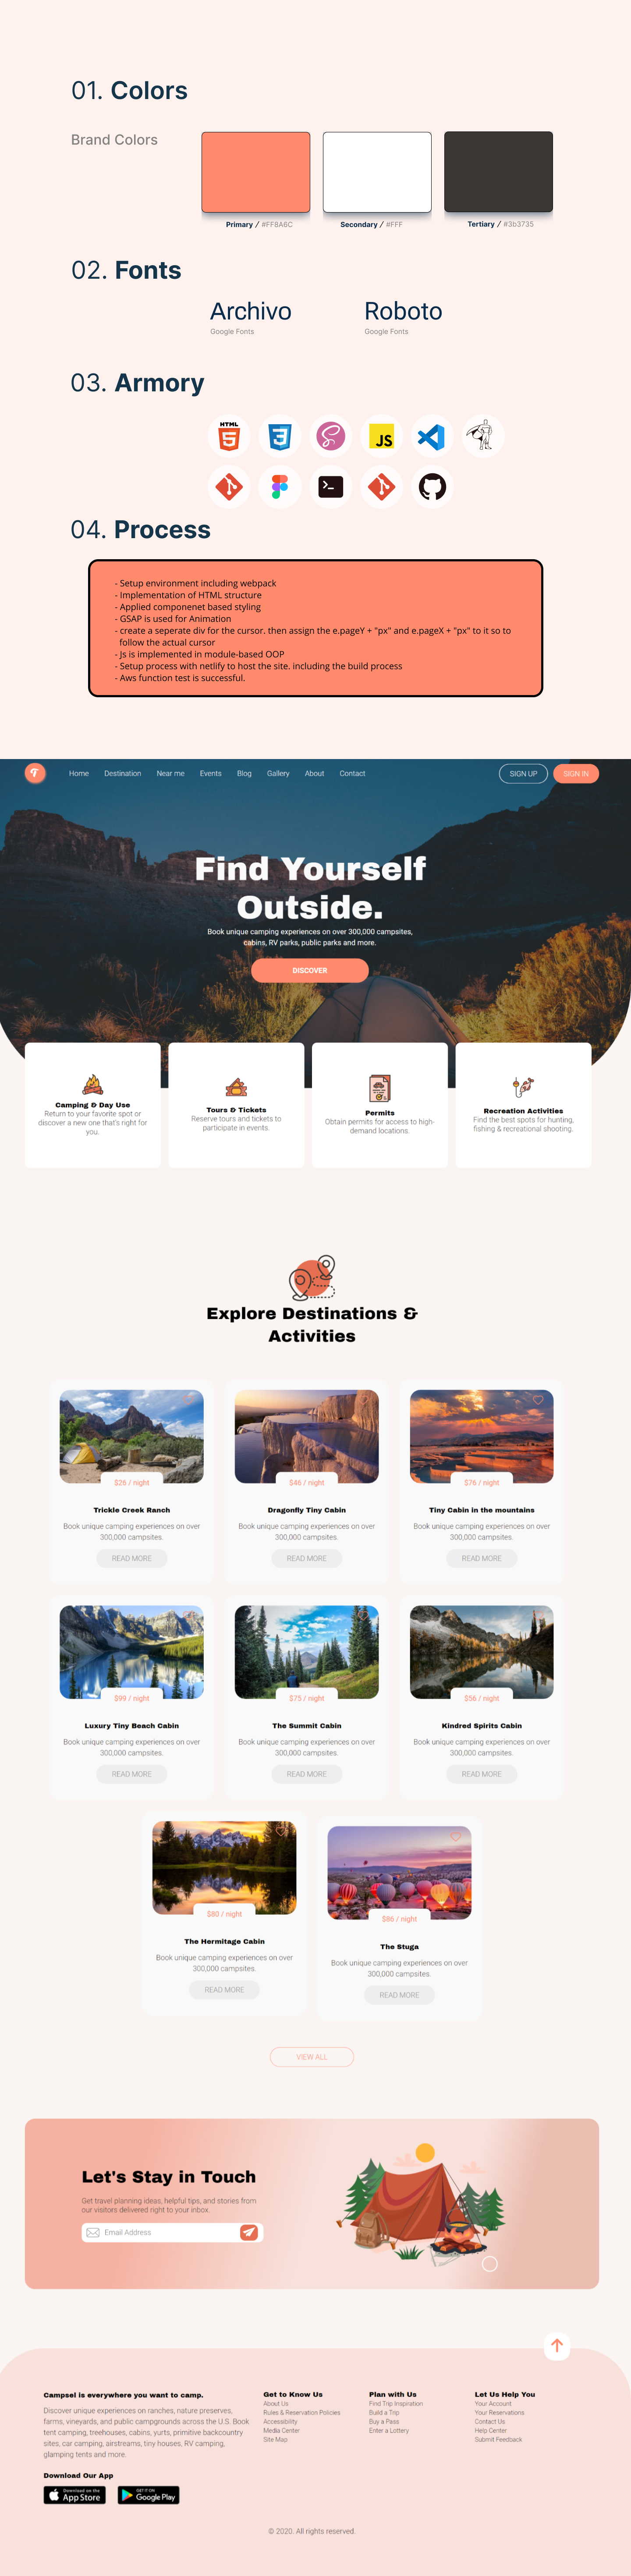 01. Colors
Brand Colors
Primary / #FF8A6C
Secondary / #FFF
Tertiary / #3b3735
02. Fonts
Archivo
Roboto
Google Fonts
Google Fonts
03. Armory
HTML
5
3
JS
04. Process
- Setup environment including webpack
- Implementation of HTML structure
- Applied componenet based styling
- GSAP is used for Animation
- create a seperate div for the cursor. then assign the e.pageY + "px" and e.pageX + "px" to it so to
follow the actual cursor
- Js is implemented in module-based OOP
- Setup process with netlify to host the site. including the build process
- Aws function test is successful.
Home Destination Near me Events Blog Gallery About Contact
SIGN UP
SIGN IN
Find Yourself
Outside.
Book unique camping experiences on over 300,000 campsites,
cabins, RV parks, public parks and more.
DISCOVER
Camping & Day Use
Return to your favorite spot or
discover a new one that's right for
you.
Tours & Tickets
Reserve tours and tickets to
participate in events.
Permits
Obtain permits for access to high-
demand locations.
Recreation Activities
Find the best spots for hunting,
fishing & recreational shooting.
Explore Destinations &
Activities
$26 / night
Trickle Creek Ranch
Book unique camping experiences on over
300,000 campsites.
READ MORE
$46 / night
Dragonfly Tiny Cabin
Book unique camping experiences on over
300,000 campsites.
READ MORE
$76 / night
Tiny Cabin in the mountains
Book unique camping experiences on over
300,000 campsites.
READ MORE
$99 / night
Luxury Tiny Beach Cabin
Book unique camping experiences on over
300,000 campsites.
READ MORE
$75 / night
The Summit Cabin
Book unique camping experiences on over
300,000 campsites.
READ MORE
$56 / night
Kindred Spirits Cabin
Book unique camping experiences on over
300,000 campsites.
READ MORE
$80 / night
The Hermitage Cabin
Book unique camping experiences on over
300,000 campsites.
READ MORE
$86 / night
The Stuga
Book unique camping experiences on over
300,000 campsites.
READ MORE
VIEW ALL
Let's Stay in Touch
Get travel planning ideas, helpful tips, and stories from
our visitors delivered right to your inbox.
Email Address
Campsel is everywhere you want to camp.
Discover unique experiences on ranches, nature preserves,
farms, vineyards, and public campgrounds across the U.S. Book
tent camping, treehouses, cabins, yurts, primitive backcountry
sites, car camping, airstreams, tiny houses, RV camping,
glamping tents and more.
Download Our App
Download on the
App Store
GET IT ON
Google Play
Get to Know Us
About Us
Rules & Reservation Policies
Accessibility
Media Center
Site Map
Plan with Us
Find Trip Inspiration
Build a Trip
Buy a Pass
Enter a Lottery
Let Us Help You
Your Account
Your Reservations
Contact Us
Help Center
Submit Feedback
© 2020. All rights reserved.